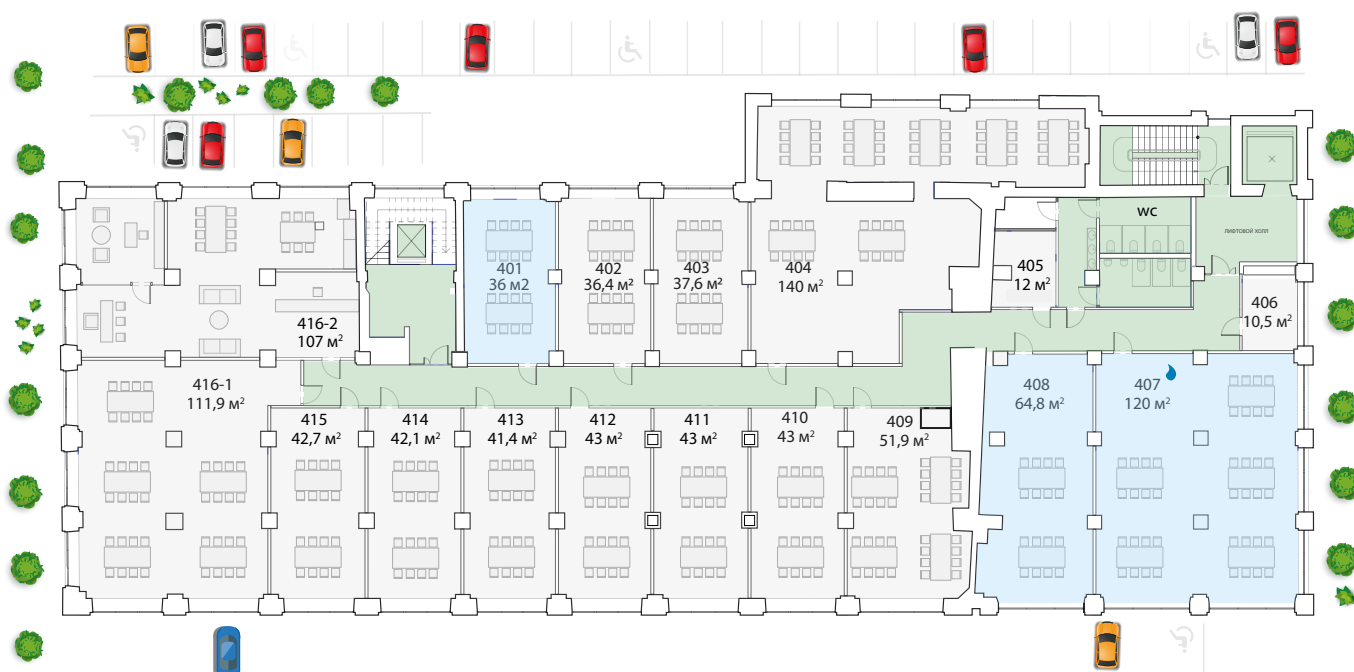 WC
ЛИФТОВОЙ ХОЛЛ
401
36 м2
402
36,4 м²
403
37,6 м²
404
140 м²
405
12 м²
406
10,5 м²
416-2
107 м²
416-1
111,9 м²
415
42,7 м²
414
42,1 м²
413
41,4 м²
412
43 м²
411
43 м²
410
43 м²
409
51,9 м²
408
64,8 м²
407
120 м²